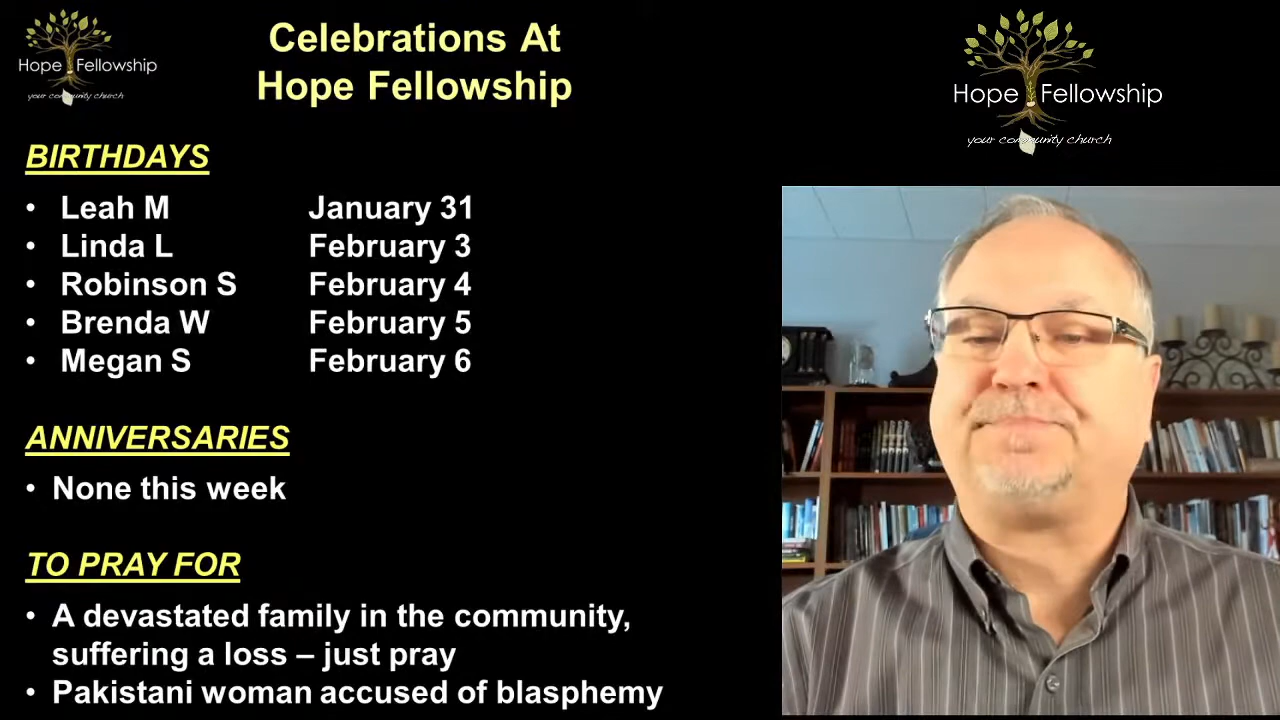 Hope Fellowship
your community church
Celebrations At
Hope Fellowship
Hope Fellowship
your community church
BIRTHDAYS
• Leah M January 31
• Linda L February 3
• Robinson S February 4
• Brenda W February 5
• Megan S February 6
ANNIVERSARIES
• None this week
TO PRAY FOR
• A devastated family in the community,
suffering a loss – just pray
• Pakistani woman accused of blasphemy